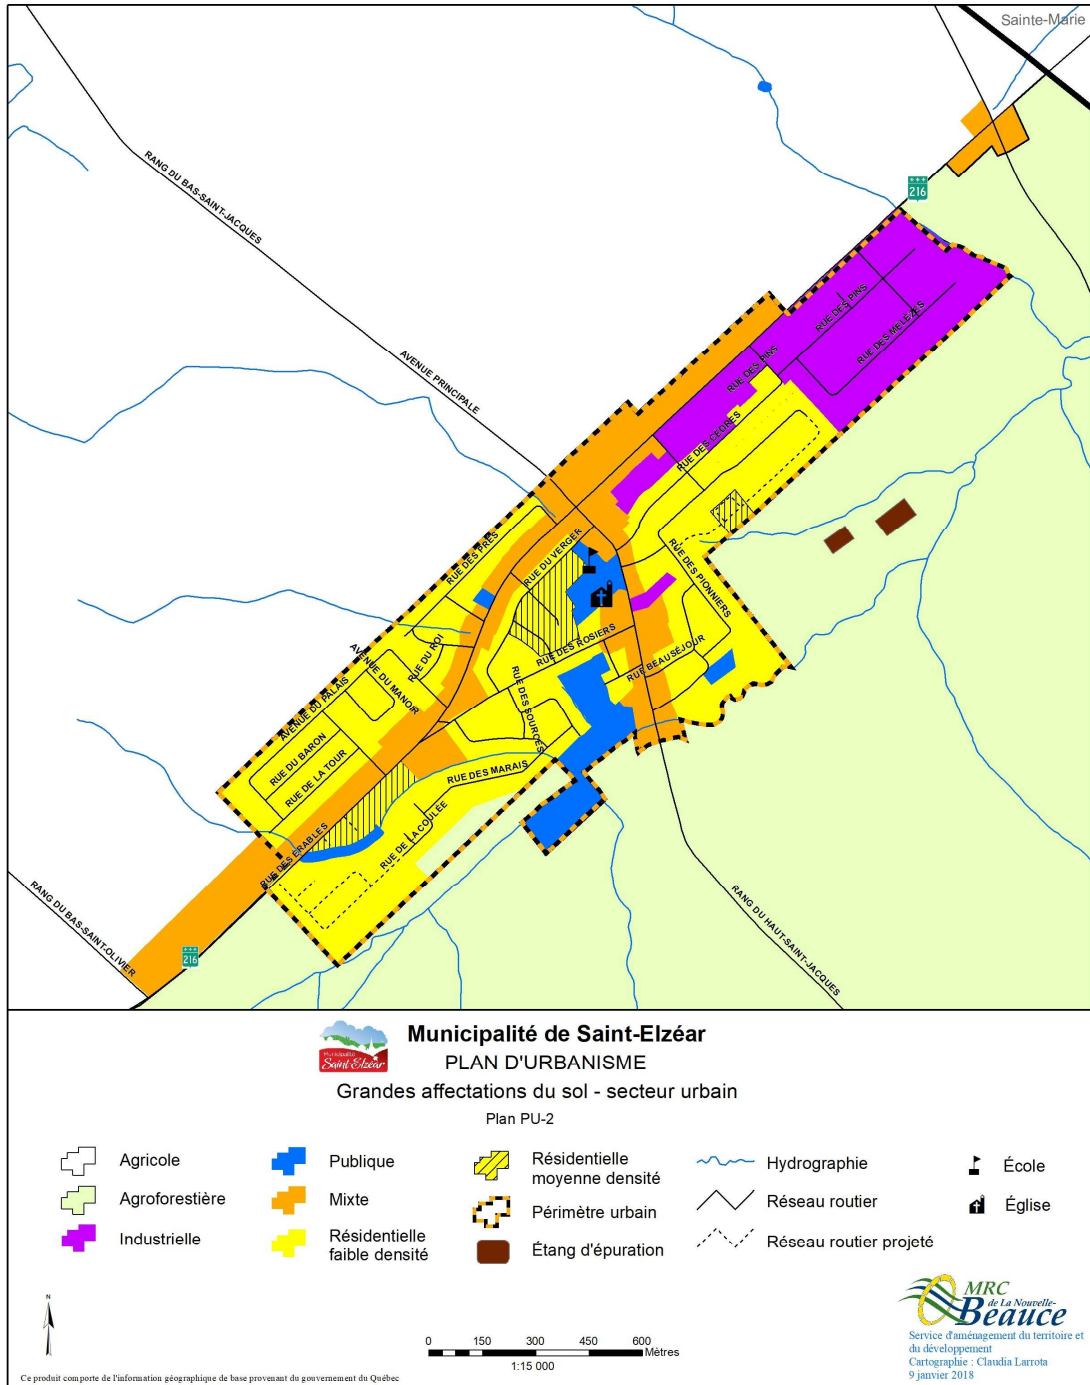 Sainte-Marie
RANG DU BAS-SAINT-JACQUES
216
RUE DES PINS
RUE DES MÉLÈZES
RUE DES PINS
AVENUE PRINCIPALE
RUE DES CÈDRES
RUE DES PRÉS
RUE DU VERGER
RUE DES PIONNIERS
RUE DES ROSIERS
RUE DU ROI
RUE BEAUSÉJOUR
AVENUE DU MANOIR
RUE DES SOURCES
AVENUE DU PALAIS
RUE DU BARON
RUE DE LA TOUR
RUE DES MARAIS
RUE DE LA COULÉE
RUE DES ÉRABLES
RANG DU BAS-SAINT-OLIVIER
216
RANG DU HAUT-SAINT-JACQUES
Municipalité
Saint-Elzéar
Municipalité de Saint-Elzéar
PLAN D'URBANISME
Grandes affectations du sol - secteur urbain
Plan PU-2
Agricole
Agroforestière
Industrielle
Publique
Mixte
Résidentielle
faible densité
Résidentielle
moyenne densité
Périmètre urbain
Étang d'épuration
Hydrographie
Réseau routier
Réseau routier projeté
École
Église
N
0 150 300 450 600
Mètres
1:15 000
MRC
de La Nouvelle-
Beauce
Service d'aménagement du territoire et
du développement
Cartographie : Claudia Larrota
9 janvier 2018
Ce produit comporte de l'information géographique de base provenant du gouvernement du Québec